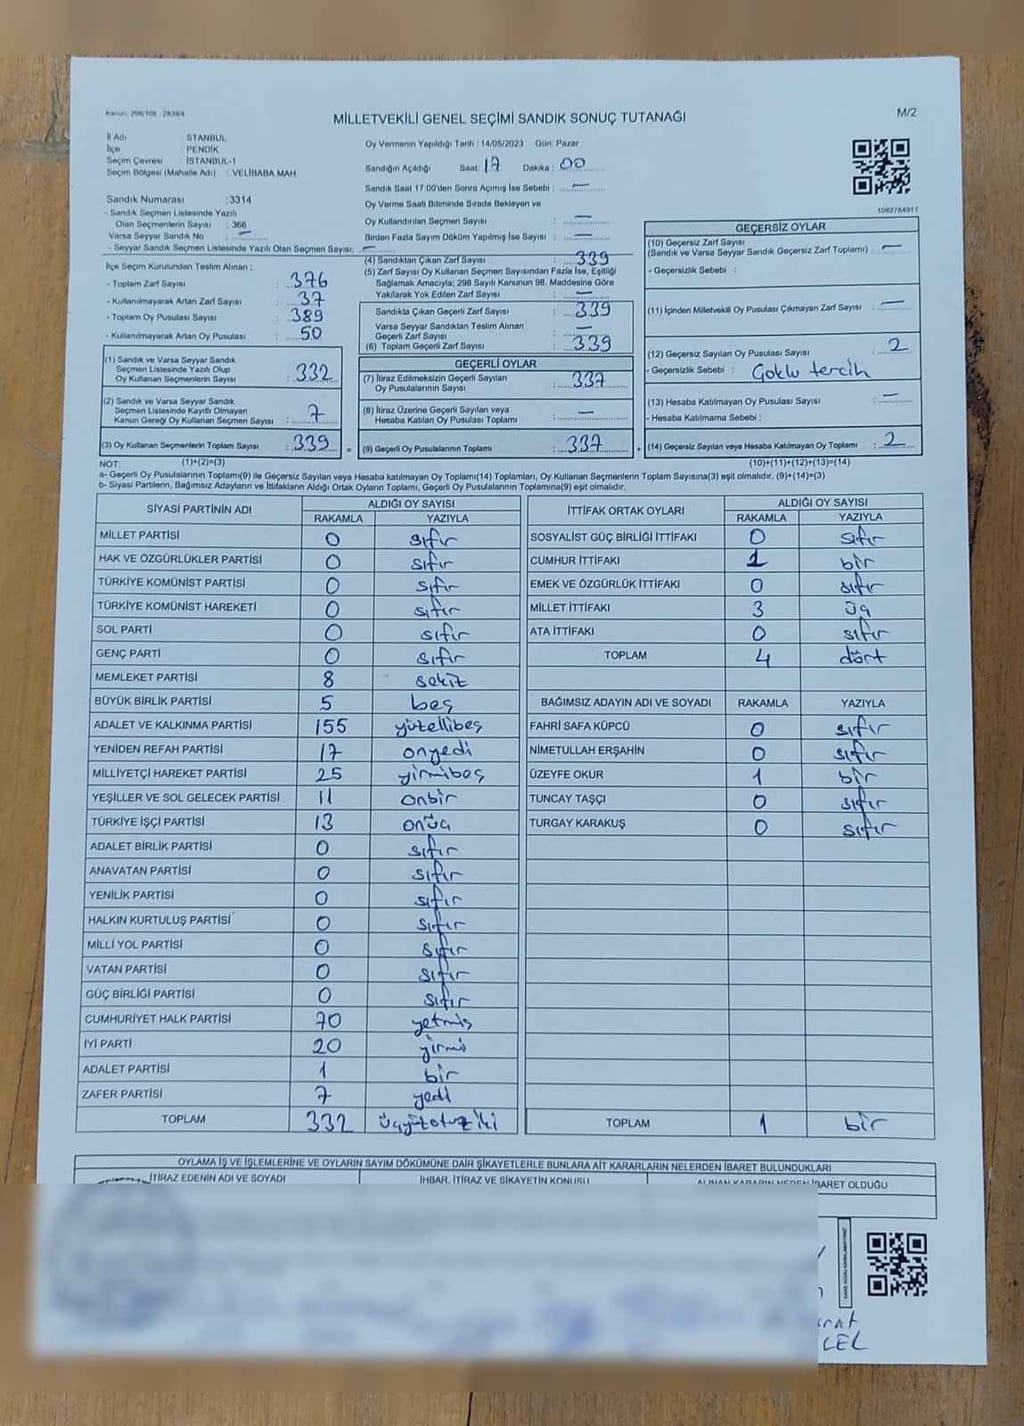 Kanun: 298/105 , 2839/4
MİLLETVEKİLİ GENEL SEÇİMİ SANDIK SONUÇ TUTANAĞI
M/2
İl Adı : İSTANBUL
İlçe : PENDİK
Seçim Çevresi : İSTANBUL-1
Seçim Bölgesi (Mahalle Adı) : VELİBABA MAH.
Oy Vermenin Yapıldığı Tarih : 14/05/2023 Gün: Pazar
Sandığın Açıldığı Saat: 17 Dakika : 00
Sandık Saat 17.00'den Sonra Açılmış İse Sebebi : —
Oy Verme Saati Bitiminde Sırada Bekleyen ve
Oy Kullandırılan Seçmen Sayısı : —
Birden Fazla Sayım Döküm Yapılmış İse Sayısı : —
Sandık Numarası : 3314
- Sandık Seçmen Listesinde Yazılı
Olan Seçmenlerin Sayısı : 366
Varsa Seyyar Sandık No : —
- Seyyar Sandık Seçmen Listesinde Yazılı Olan Seçmen Sayısı: —
İlçe Seçim Kurulundan Teslim Alınan :
- Toplam Zarf Sayısı : 376
- Kullanılmayarak Artan Zarf Sayısı : 37
- Toplam Oy Pusulası Sayısı : 389
- Kullanılmayarak Artan Oy Pusulası : 50
(1) Sandık ve Varsa Seyyar Sandık
Seçmen Listesinde Yazılı Olup
Oy Kullanan Seçmenlerin Sayısı : 332
(2) Sandık ve Varsa Seyyar Sandık
Seçmen Listesinde Kayıtlı Olmayan
Kanun Gereği Oy Kullanan Seçmen Sayısı : 7
(3) Oy Kullanan Seçmenlerin Toplam Sayısı : 339
(1)+(2)=(3)
(4) Sandıktan Çıkan Zarf Sayısı : 339
(5) Zarf Sayısı Oy Kullanan Seçmen Sayısından Fazla İse, Eşitliği
Sağlamak Amacıyla; 298 Sayılı Kanunun 98. Maddesine Göre
Yakılarak Yok Edilen Zarf Sayısı : —
Sandıkta Çıkan Geçerli Zarf Sayısı : 339
Varsa Seyyar Sandıktan Teslim Alınan
Geçerli Zarf Sayısı : —
(6) Toplam Geçerli Zarf Sayısı : 339
GEÇERLİ OYLAR
(7) İtiraz Edilmeksizin Geçerli Sayılan
Oy Pusulalarının Sayısı : 337
(8) İtiraz Üzerine Geçerli Sayılan veya
Hesaba Katılan Oy Pusulası Toplamı : —
(9) Geçerli Oy Pusulalarının Toplamı : 337
1082764911
GEÇERSİZ OYLAR
(10) Geçersiz Zarf Sayısı
(Sandık ve Varsa Seyyar Sandık Geçersiz Zarf Toplamı) : —
- Geçersizlik Sebebi :
(11) İçinden Milletvekili Oy Pusulası Çıkmayan Zarf Sayısı : —
(12) Geçersiz Sayılan Oy Pusulası Sayısı : 2
- Geçersizlik Sebebi : Çoklu tercih
(13) Hesaba Katılmayan Oy Pusulası Sayısı : —
- Hesaba Katılmama Sebebi :
(14) Geçersiz Sayılan veya Hesaba Katılmayan Oy Toplamı : 2
(10)+(11)+(12)+(13)=(14)
NOT:
a- Geçerli Oy Pusulalarının Toplamı(9) ile Geçersiz Sayılan veya Hesaba Katılmayan Oy Toplamı(14) Toplamları, Oy Kullanan Seçmenlerin Toplam Sayısına(3) eşit olmalıdır. (9)+(14)=(3)
b- Siyasi Partilerin, Bağımsız Adayların ve İttifakların Aldığı Ortak Oyların Toplamı, Geçerli Oy Pusulalarının Toplamına(9) eşit olmalıdır.
SİYASİ PARTİNİN ADI ALDIĞI OY SAYISI
RAKAMLA YAZIYLA
MİLLET PARTİSİ 0 sıfır
HAK VE ÖZGÜRLÜKLER PARTİSİ 0 sıfır
TÜRKİYE KOMÜNİST PARTİSİ 0 sıfır
TÜRKİYE KOMÜNİST HAREKETİ 0 sıfır
SOL PARTİ 0 sıfır
GENÇ PARTİ 0 sıfır
MEMLEKET PARTİSİ 8 sekiz
BÜYÜK BİRLİK PARTİSİ 5 beş
ADALET VE KALKINMA PARTİSİ 155 yüzellibeş
YENİDEN REFAH PARTİSİ 17 onyedi
MİLLİYETÇİ HAREKET PARTİSİ 25 yirmibeş
YEŞİLLER VE SOL GELECEK PARTİSİ 11 onbir
TÜRKİYE İŞÇİ PARTİSİ 13 onüç
ADALET BİRLİK PARTİSİ 0 sıfır
ANAVATAN PARTİSİ 0 sıfır
YENİLİK PARTİSİ 0 sıfır
HALKIN KURTULUŞ PARTİSİ 0 sıfır
MİLLİ YOL PARTİSİ 0 sıfır
VATAN PARTİSİ 0 sıfır
GÜÇ BİRLİĞİ PARTİSİ 0 sıfır
CUMHURİYET HALK PARTİSİ 70 yetmiş
İYİ PARTİ 20 yirmi
ADALET PARTİSİ 1 bir
ZAFER PARTİSİ 7 yedi
TOPLAM 332 üçyüzotuziki
İTTİFAK ORTAK OYLARI ALDIĞI OY SAYISI
RAKAMLA YAZIYLA
SOSYALİST GÜÇ BİRLİĞİ İTTİFAKI 0 sıfır
CUMHUR İTTİFAKI 1 bir
EMEK VE ÖZGÜRLÜK İTTİFAKI 0 sıfır
MİLLET İTTİFAKI 3 üç
ATA İTTİFAKI 0 sıfır
TOPLAM 4 dört
BAĞIMSIZ ADAYIN ADI VE SOYADI RAKAMLA YAZIYLA
FAHRİ SAFA KÜPCÜ 0 sıfır
NİMETULLAH ERŞAHİN 0 sıfır
ÜZEYFE OKUR 1 bir
TUNCAY TAŞÇI 0 sıfır
TURGAY KARAKUŞ 0 sıfır
TOPLAM 1 bir
OYLAMA İŞ VE İŞLEMLERİNE VE OYLARIN SAYIM DÖKÜMÜNE DAİR ŞİKAYETLERLE BUNLARA AİT KARARLARIN NELERDEN İBARET BULUNDUKLARI
İTİRAZ EDENİN ADI VE SOYADI İHBAR, İTİRAZ VE ŞİKAYETİN KONUSU ALINAN KARARIN NEDEN İBARET OLDUĞU